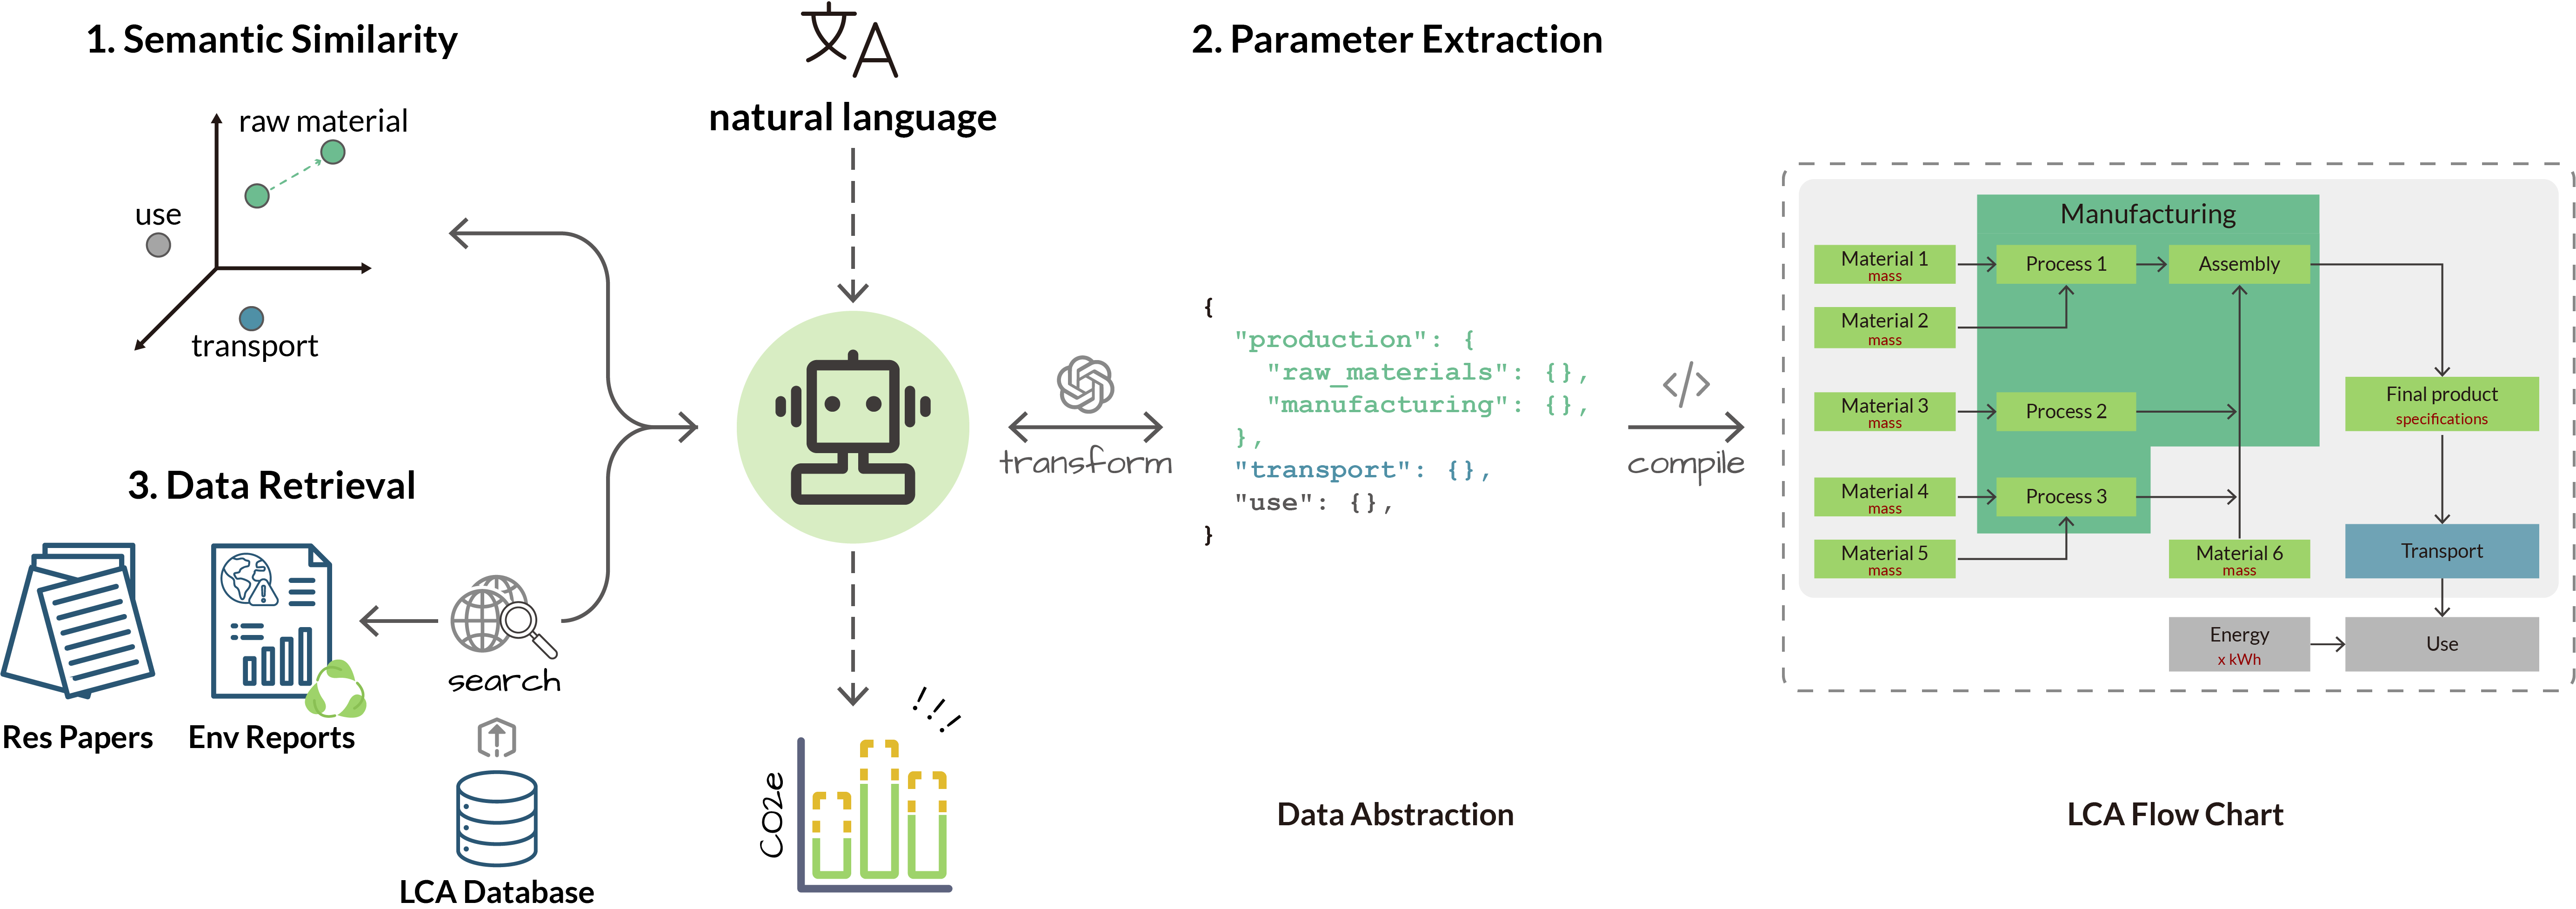 1. Semantic Similarity
raw material
use
transport
文A
natural language
2. Parameter Extraction
3. Data Retrieval
Res Papers
Env Reports
search
LCA Database
transform
{
"production": {
"raw_materials": {},
"manufacturing": {},
},
"transport": {},
"use": {},
}
</>
compile
!!!
CO2e
Data Abstraction
Manufacturing
Material 1
mass
Process 1
Assembly
Material 2
mass
Material 3
mass
Process 2
Final product
specifications
Material 4
mass
Process 3
Material 5
mass
Material 6
mass
Transport
Energy
x kWh
Use
LCA Flow Chart